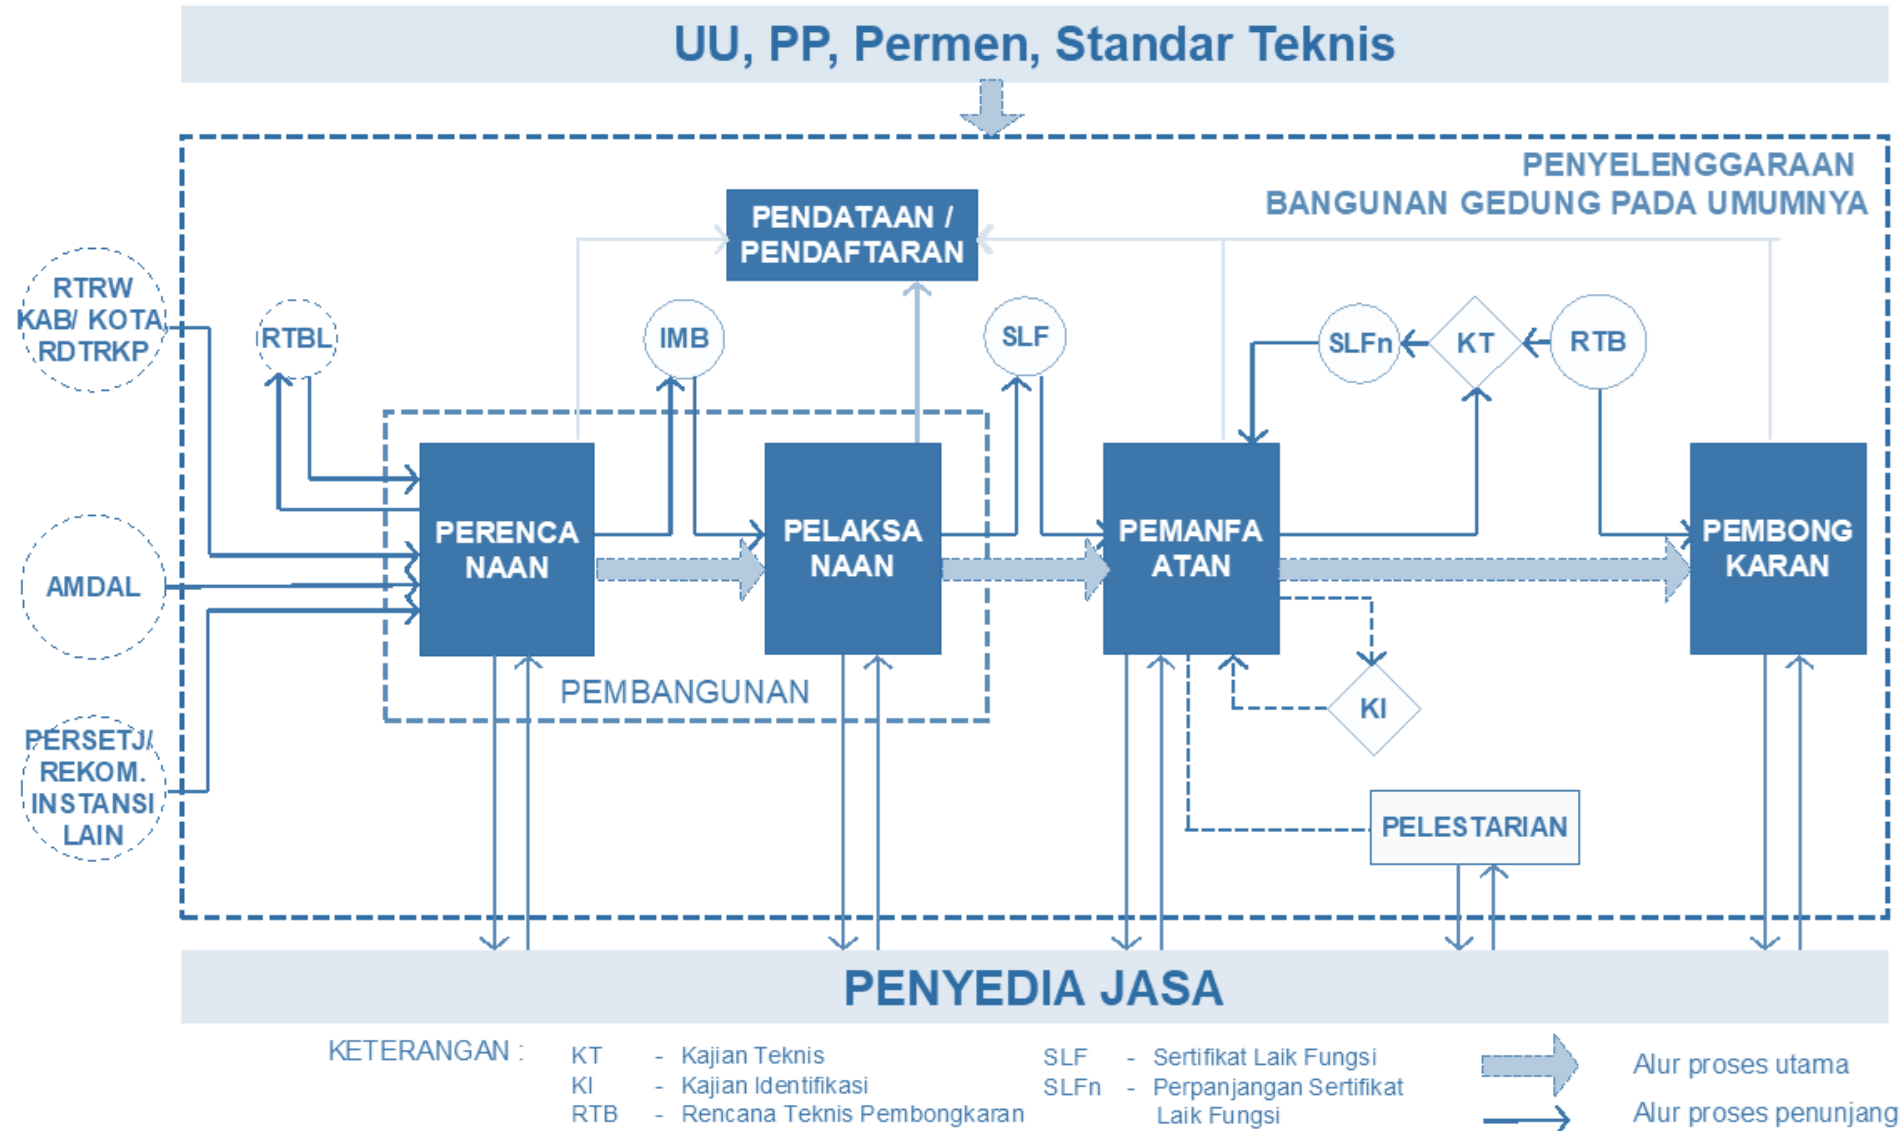 UU, PP, Permen, Standar Teknis
PENYELENGGARAAN
BANGUNAN GEDUNG PADA UMUMNYA
PENDATAAN /
PENDAFTARAN
RTRW
KAB/ KOTA
RDTRKP
RTBL
IMB
SLF
SLFn
KT
RTB
PERENCA
NAAN
PELAKSA
NAAN
PEMANFA
ATAN
PEMBONG
KARAN
AMDAL
PEMBANGUNAN
KI
PERSETJ/
REKOM.
INSTANSI
LAIN
PELESTARIAN
PENYEDIA JASA
KETERANGAN :
KT - Kajian Teknis
KI - Kajian Identifikasi
RTB - Rencana Teknis Pembongkaran
SLF - Sertifikat Laik Fungsi
SLFn - Perpanjangan Sertifikat
Laik Fungsi
Alur proses utama
Alur proses penunjang